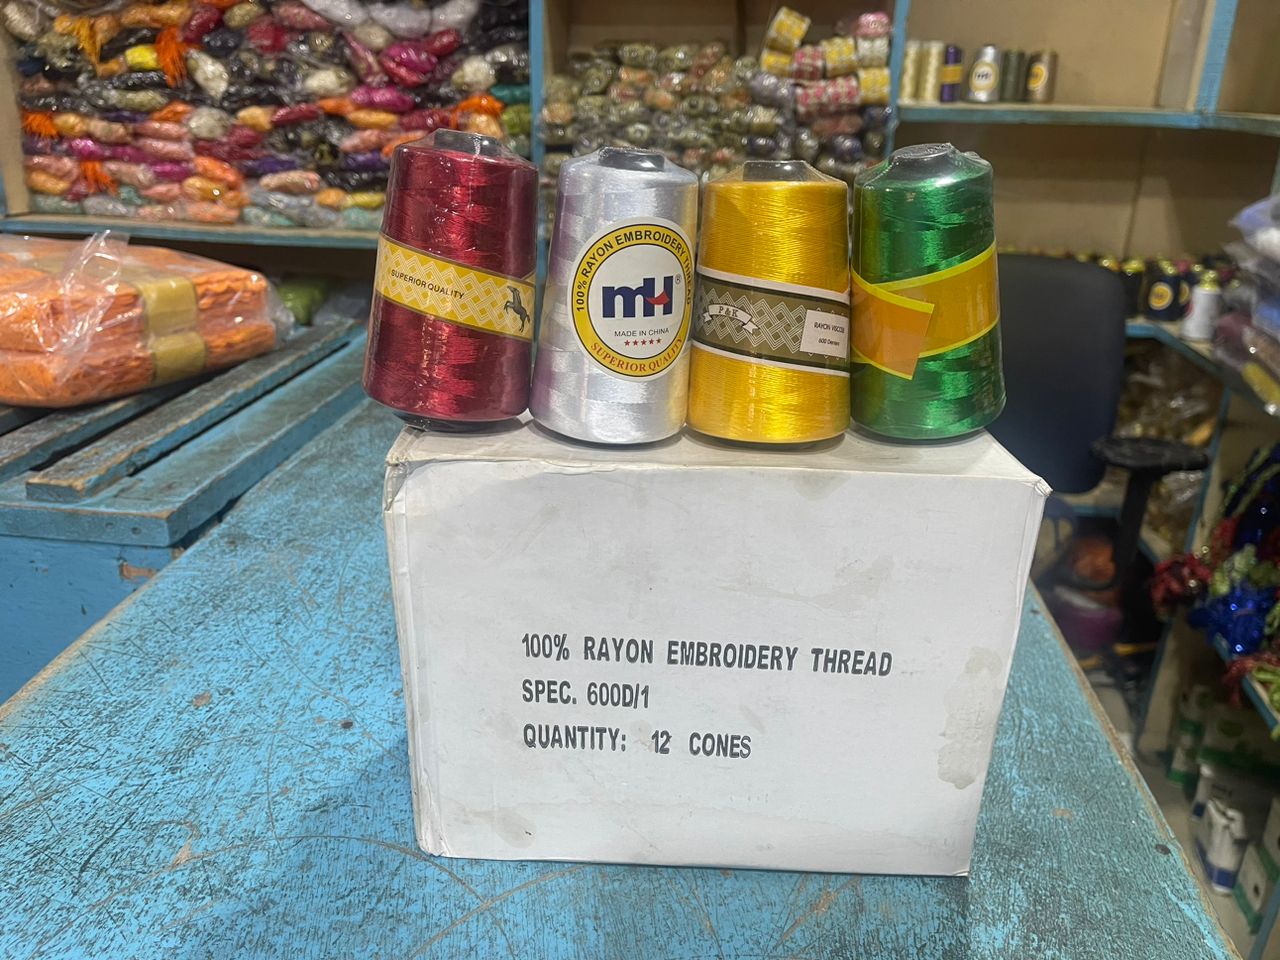 SUPERIOR QUALITY
100% RAYON EMBROIDERY THREAD
mH®
MADE IN CHINA
SUPERIOR QUALITY
P&K
RAYON VISCOSE
600 Deniers
mH
100% RAYON EMBROIDERY THREAD
SPEC. 600D/1
QUANTITY: 12 CONES